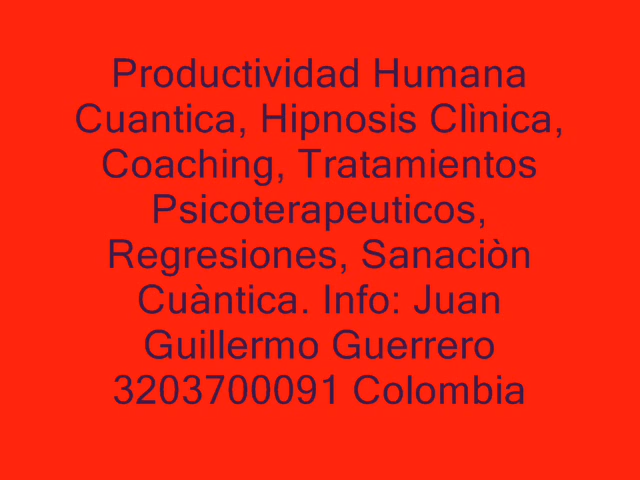 Productividad Humana
Cuantica, Hipnosis Clìnica,
Coaching, Tratamientos
Psicoterapeuticos,
Regresiones, Sanaciòn
Cuàntica. Info: Juan
Guillermo Guerrero
3203700091 Colombia